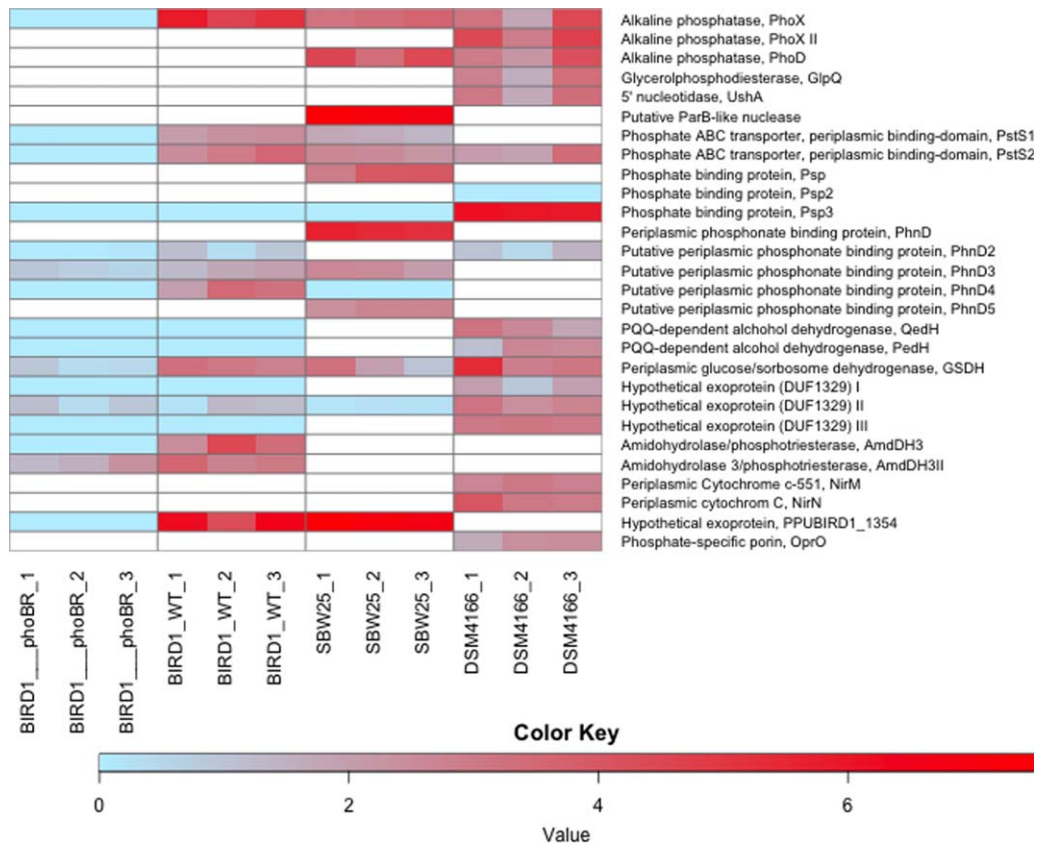 Alkaline phosphatase, PhoX
Alkaline phosphatase, PhoX II
Alkaline phosphatase, PhoD
Glycerolphosphodiesterase, GlpQ
5' nucleotidase, UshA
Putative ParB-like nuclease
Phosphate ABC transporter, periplasmic binding-domain, PstS1
Phosphate ABC transporter, periplasmic binding-domain, PstS2
Phosphate binding protein, Psp
Phosphate binding protein, Psp2
Phosphate binding protein, Psp3
Periplasmic phosphonate binding protein, PhnD
Putative periplasmic phosphonate binding protein, PhnD2
Putative periplasmic phosphonate binding protein, PhnD3
Putative periplasmic phosphonate binding protein, PhnD4
Putative periplasmic phosphonate binding protein, PhnD5
PQQ-dependent alchohol dehydrogenase, QedH
PQQ-dependent alcohol dehydrogenase, PedH
Periplasmic glucose/sorbosome dehydrogenase, GSDH
Hypothetical exoprotein (DUF1329) I
Hypothetical exoprotein (DUF1329) II
Hypothetical exoprotein (DUF1329) III
Amidohydrolase/phosphotriesterase, AmdDH3
Amidohydrolase 3/phosphotriesterase, AmdDH3II
Periplasmic Cytochrome c-551, NirM
Periplasmic cytochrom C, NirN
Hypothetical exoprotein, PPUBIRD1_1354
Phosphate-specific porin, OprO
BIRD1___phoBR_1
BIRD1___phoBR_2
BIRD1___phoBR_3
BIRD1_WT_1
BIRD1_WT_2
BIRD1_WT_3
SBW25_1
SBW25_2
SBW25_3
DSM4166_1
DSM4166_2
DSM4166_3
Color Key
0 2 4 6
Value